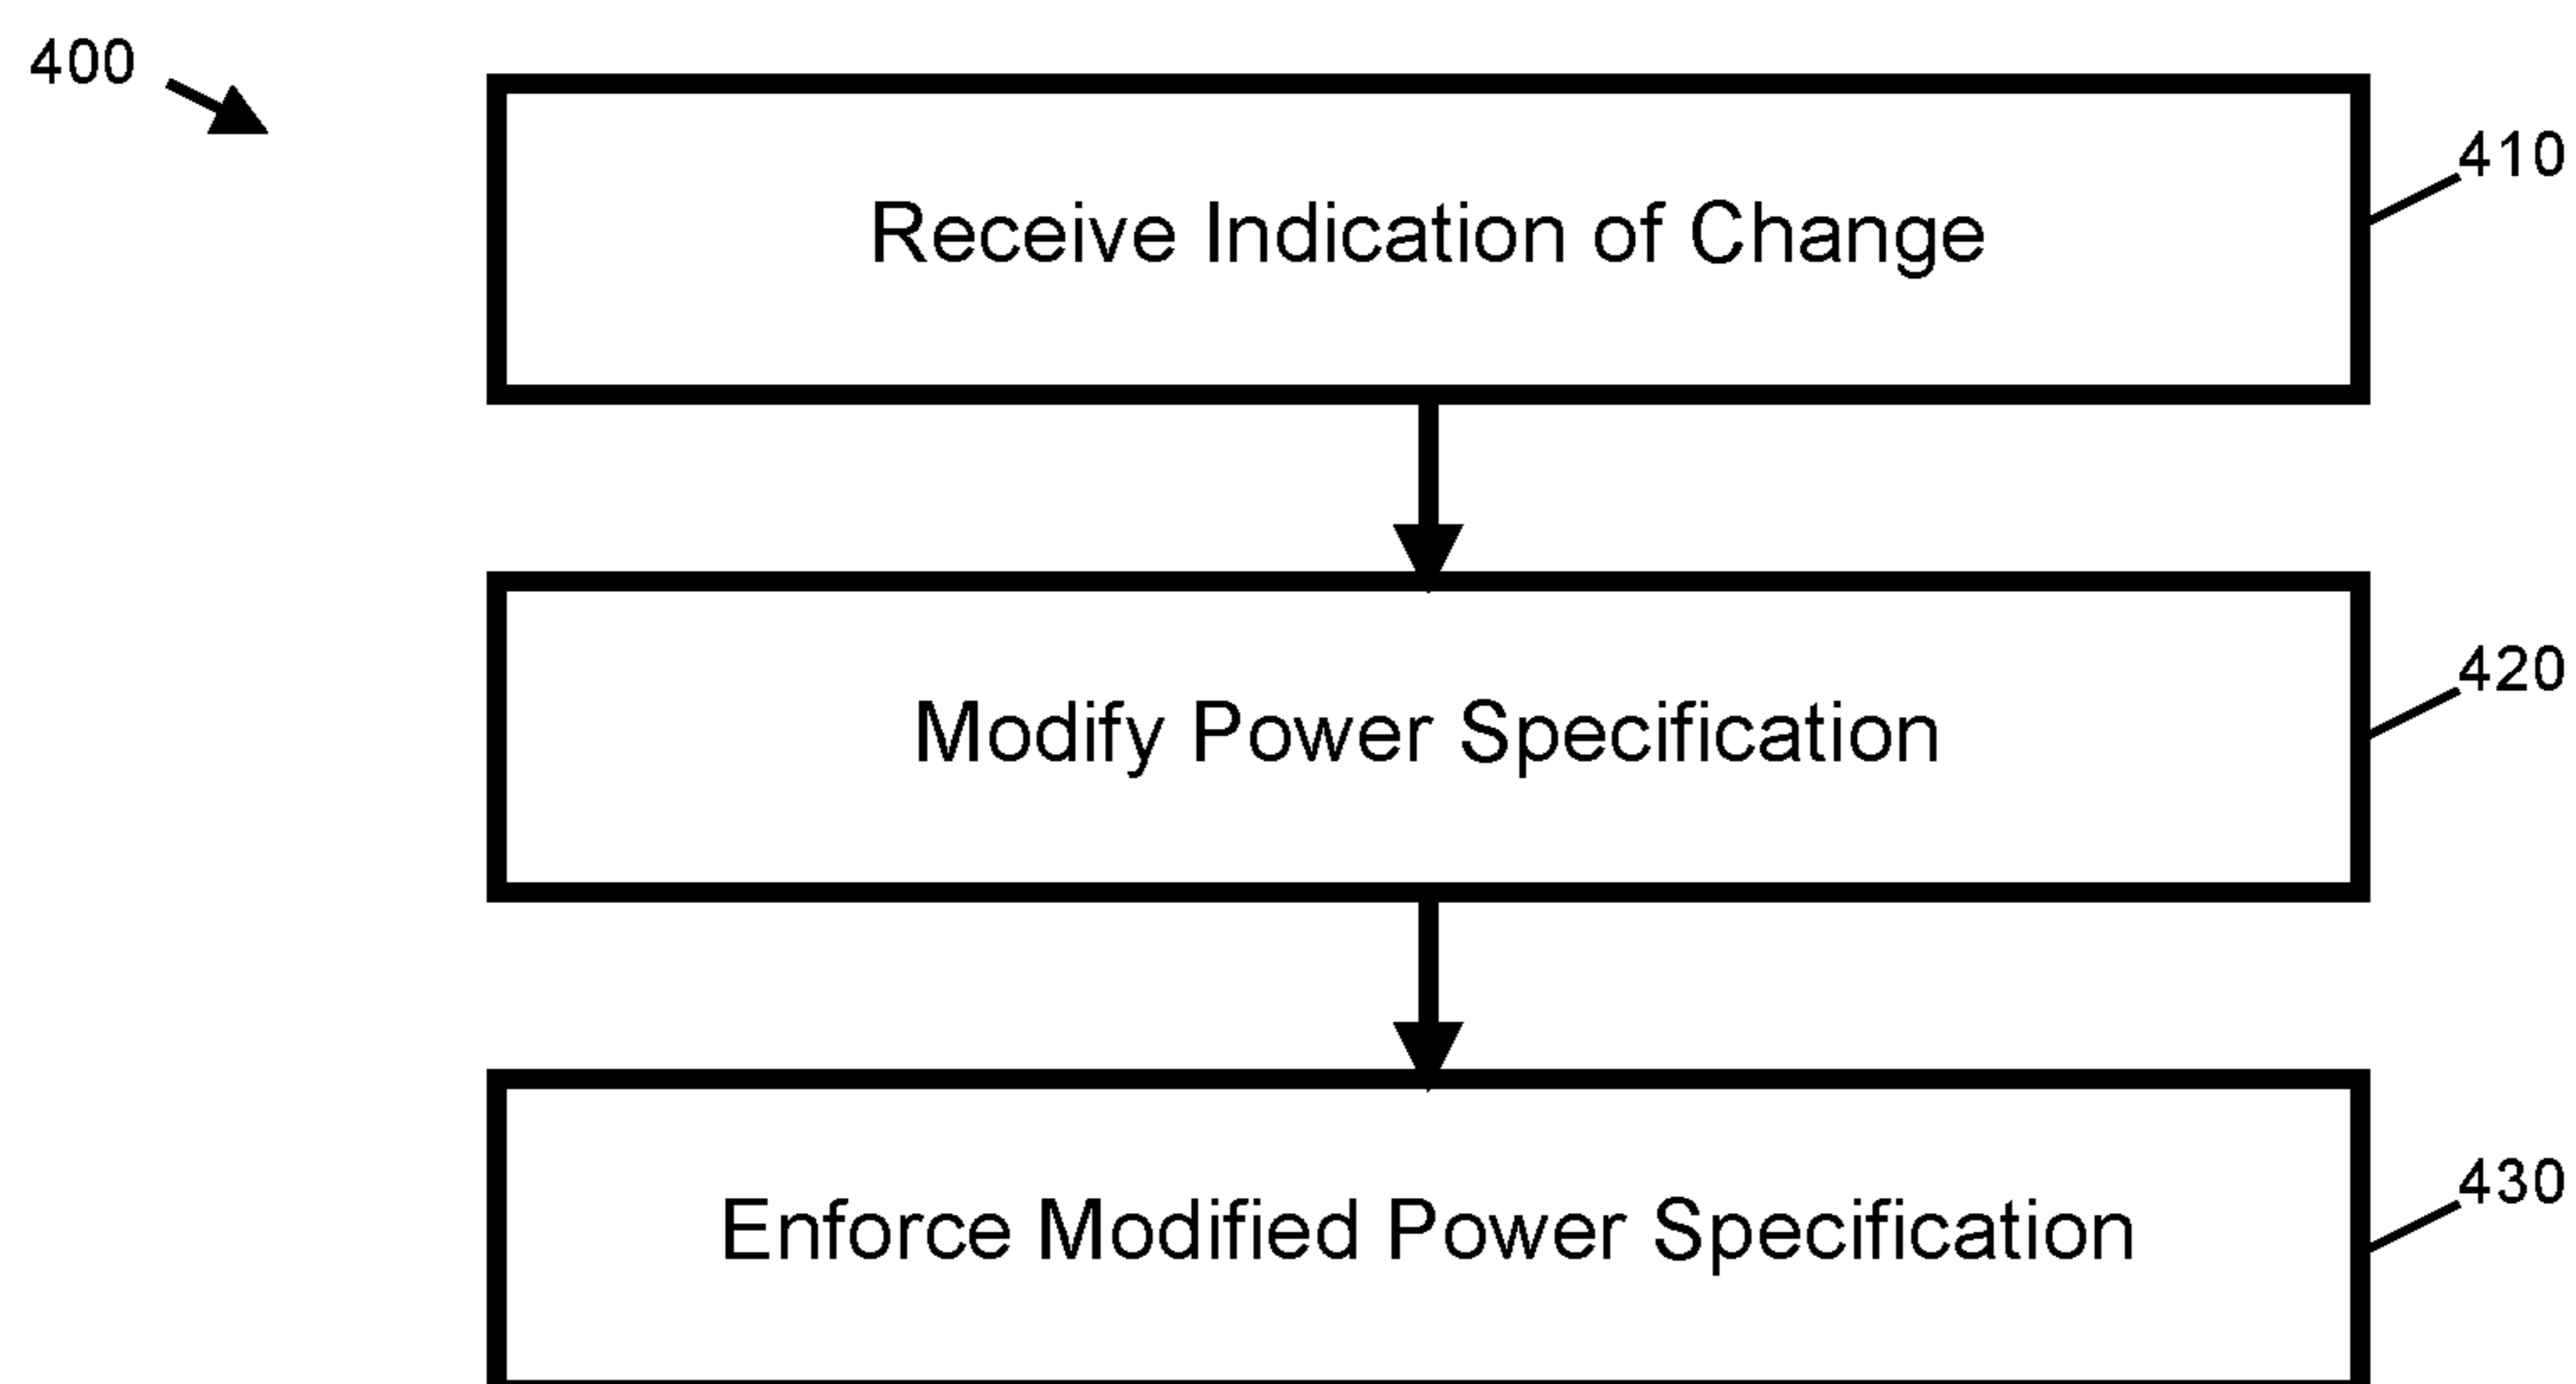 400
Receive Indication of Change
410
Modify Power Specification
420
Enforce Modified Power Specification
430